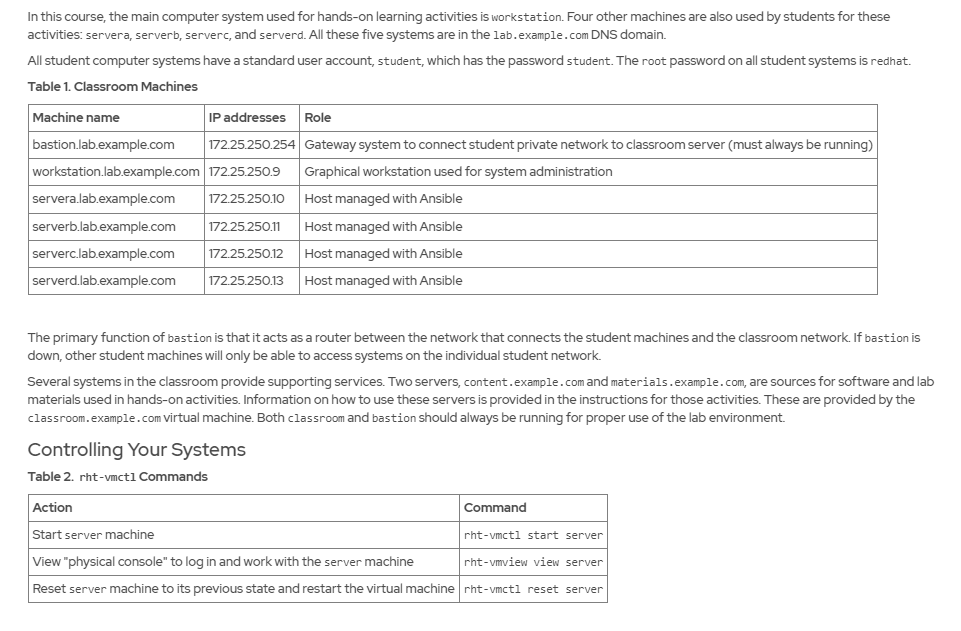 In this course, the main computer system used for hands-on learning activities is workstation. Four other machines are also used by students for these
activities: servera, serverb, serverc, and serverd. All these five systems are in the lab.example.com DNS domain.
All student computer systems have a standard user account, student, which has the password student. The root password on all student systems is redhat.
Table 1. Classroom Machines
Machine name IP addresses Role
bastion.lab.example.com 172.25.250.254 Gateway system to connect student private network to classroom server (must always be running)
workstation.lab.example.com 172.25.250.9 Graphical workstation used for system administration
servera.lab.example.com 172.25.250.10 Host managed with Ansible
serverb.lab.example.com 172.25.250.11 Host managed with Ansible
serverc.lab.example.com 172.25.250.12 Host managed with Ansible
serverd.lab.example.com 172.25.250.13 Host managed with Ansible
The primary function of bastion is that it acts as a router between the network that connects the student machines and the classroom network. If bastion is
down, other student machines will only be able to access systems on the individual student network.
Several systems in the classroom provide supporting services. Two servers, content.example.com and materials.example.com, are sources for software and lab
materials used in hands-on activities. Information on how to use these servers is provided in the instructions for those activities. These are provided by the
classroom.example.com virtual machine. Both classroom and bastion should always be running for proper use of the lab environment.
Controlling Your Systems
Table 2. rht-vmctl Commands
Action Command
Start server machine rht-vmctl start server
View "physical console" to log in and work with the server machine rht-vmview view server
Reset server machine to its previous state and restart the virtual machine rht-vmctl reset server